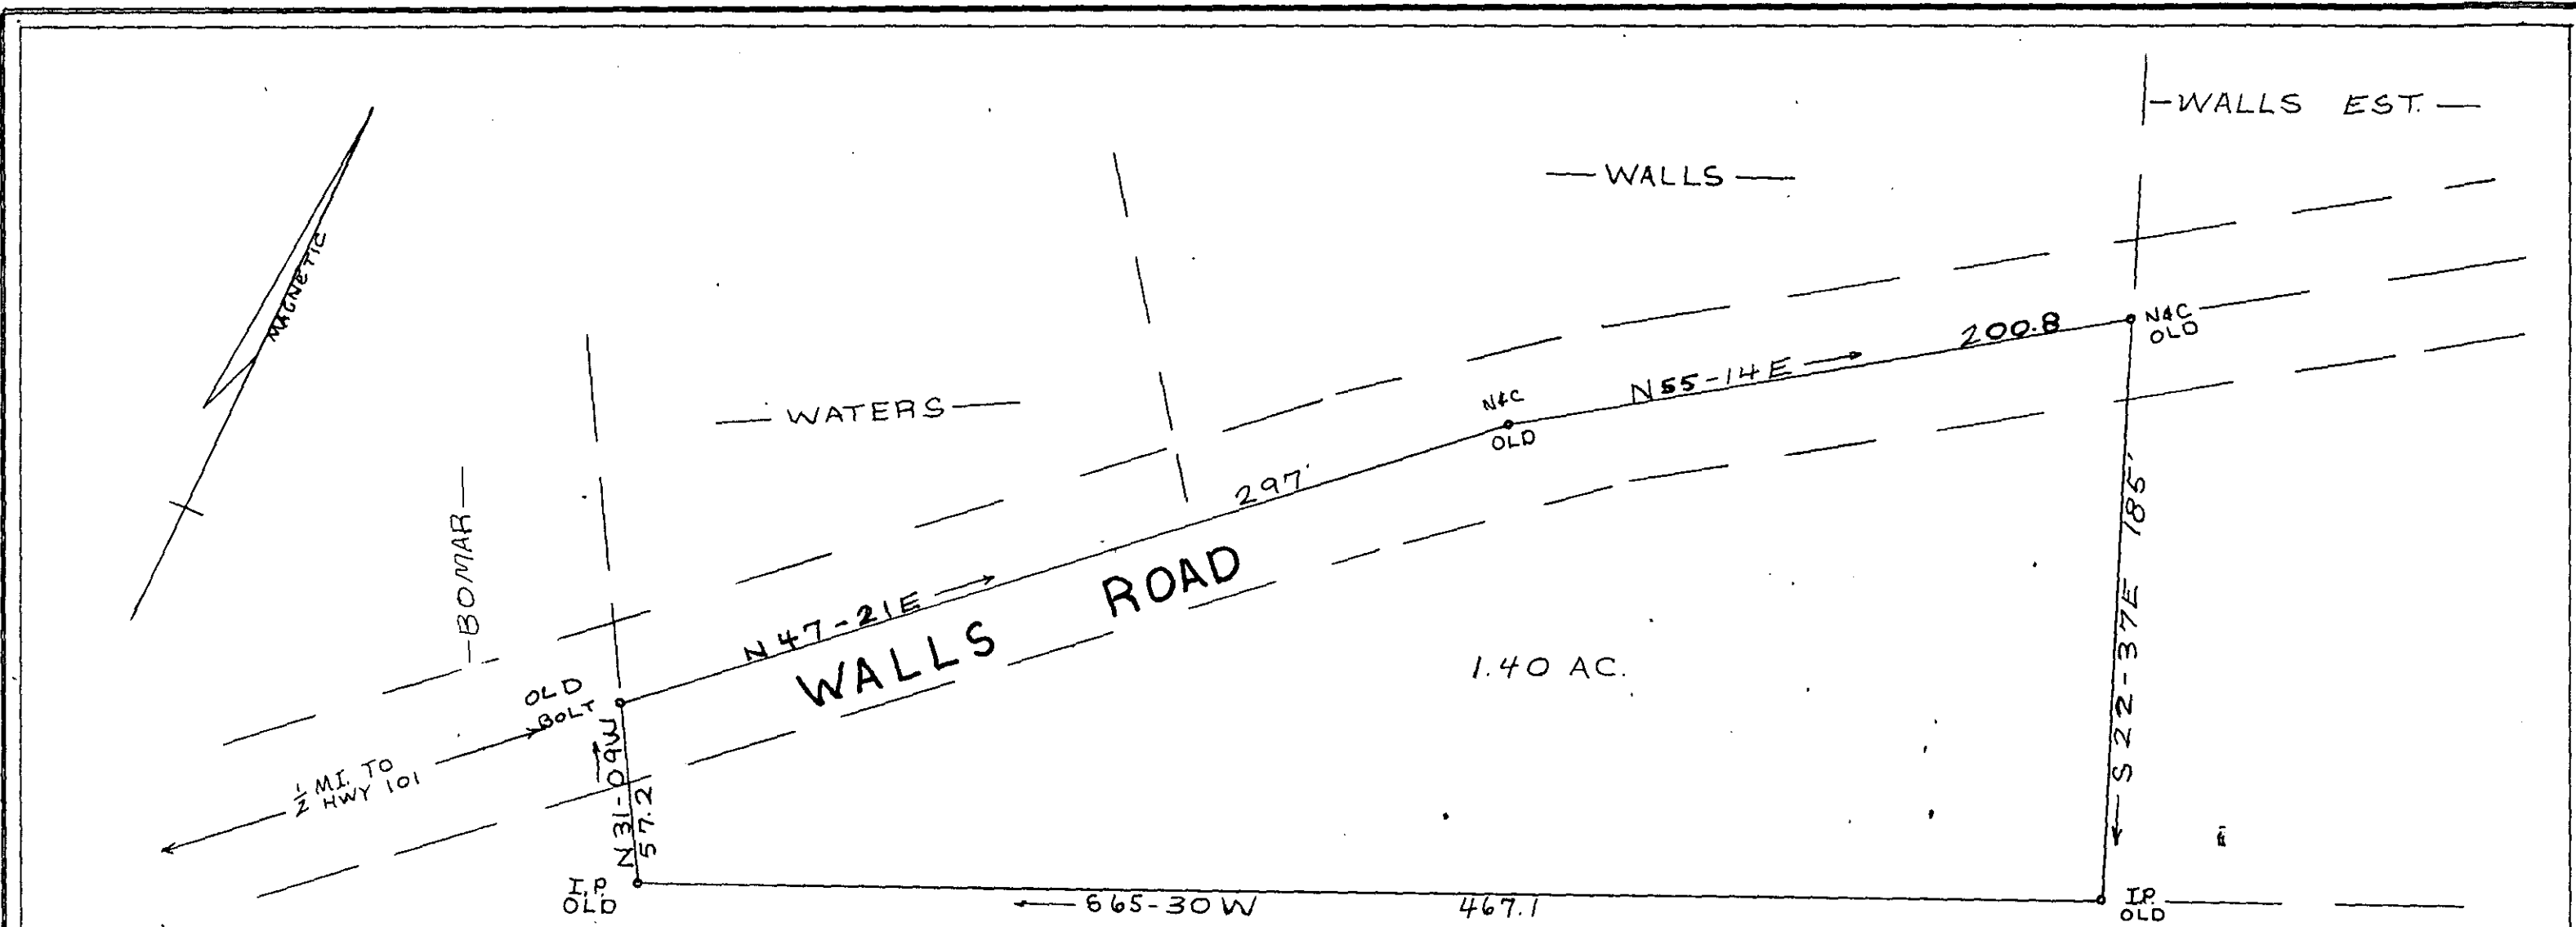 MAGNETIC
-WALLS EST.-
-WALLS-
-WATERS-
-BOMAR-
N&C
OLD
200.8
N55-14E
N&C
OLD
297'
N47-21E
WALLS ROAD
OLD
BOLT
1/2 MI. TO
HWY 101
N31-09W
57.2
1.40 AC.
S 22-37E 185'
I.P.
OLD
S65-30W 467.1
I.P.
OLD